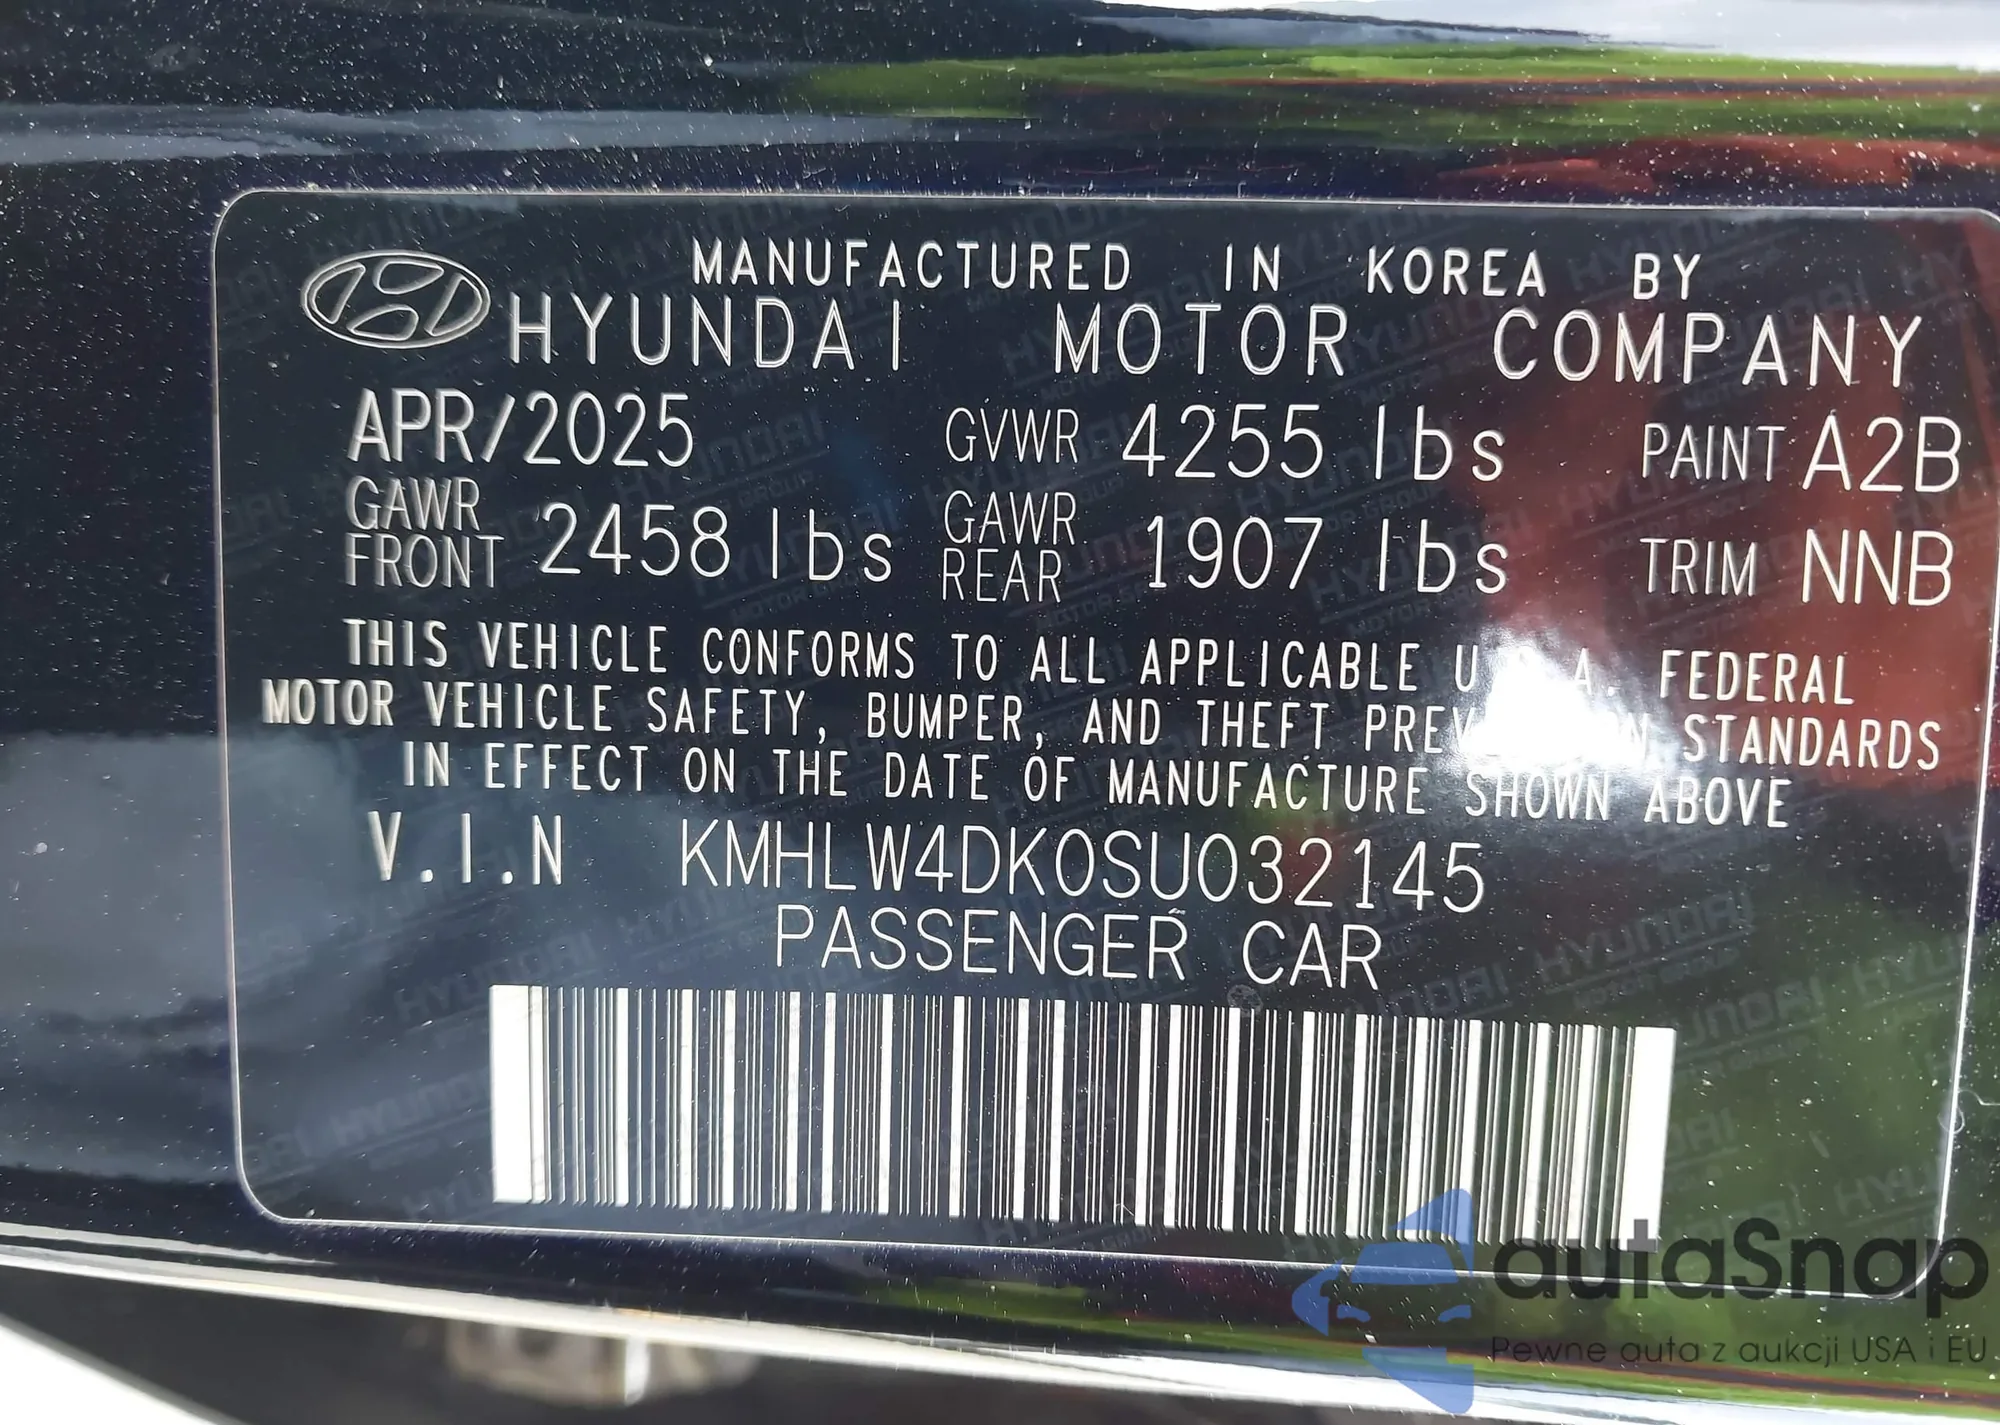 MANUFACTURED IN KOREA BY
HYUNDAI MOTOR COMPANY
APR/2025 GVWR 4255 lbs PAINT A2B
GAWR FRONT 2458 lbs GAWR REAR 1907 lbs TRIM NNB
THIS VEHICLE CONFORMS TO ALL APPLICABLE U.S.A. FEDERAL
MOTOR VEHICLE SAFETY, BUMPER, AND THEFT PREVENTION STANDARDS
IN EFFECT ON THE DATE OF MANUFACTURE SHOWN ABOVE
V.I.N KMHLW4DK0SU032145
PASSENGER CAR
autaSnap
Pewne auta z aukcji USA i EU